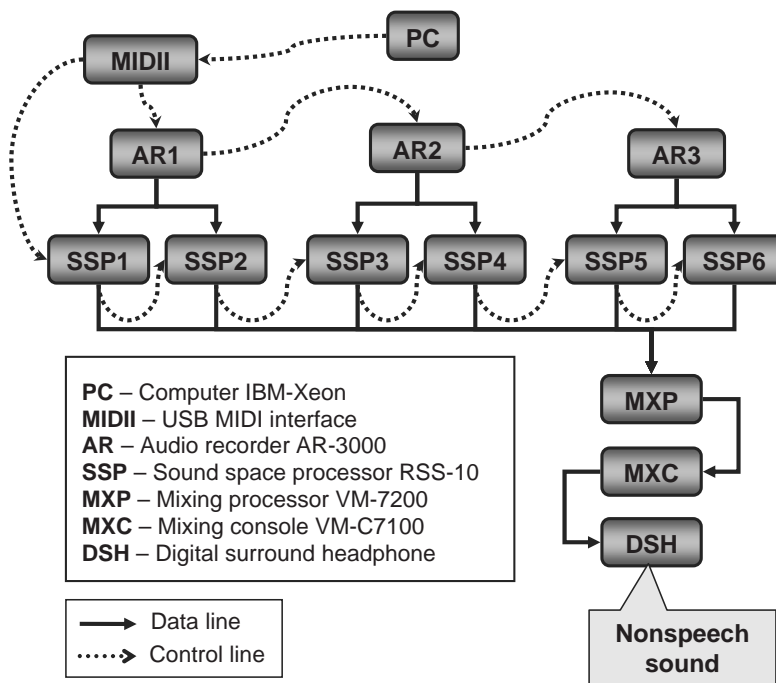 PC
MIDII
AR1
AR2
AR3
SSP1
SSP2
SSP3
SSP4
SSP5
SSP6
PC – Computer IBM-Xeon
MIDII – USB MIDI interface
AR – Audio recorder AR-3000
SSP – Sound space processor RSS-10
MXP – Mixing processor VM-7200
MXC – Mixing console VM-C7100
DSH – Digital surround headphone
MXP
MXC
DSH
Data line
Control line
Nonspeech
sound